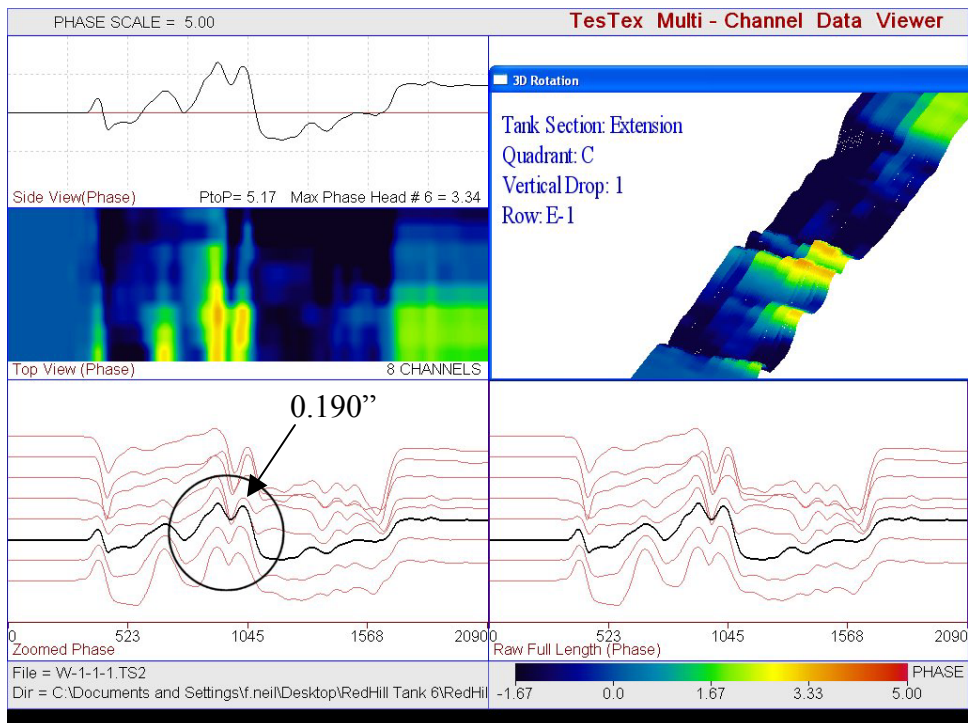 PHASE SCALE = 5.00
TesTex Multi - Channel Data Viewer
Side View(Phase)
PtoP= 5.17
Max Phase Head # 6 = 3.34
3D Rotation
Tank Section: Extension
Quadrant: C
Vertical Drop: 1
Row: E-1
Top View (Phase)
8 CHANNELS
0.190”
0
523
1045
1568
2090
Zoomed Phase
0
523
1045
1568
2090
Raw Full Length (Phase)
File = W-1-1-1.TS2
Dir = C:\Documents and Settings\f.neil\Desktop\RedHill Tank 6\RedHil
PHASE
-1.67
0.0
1.67
3.33
5.00